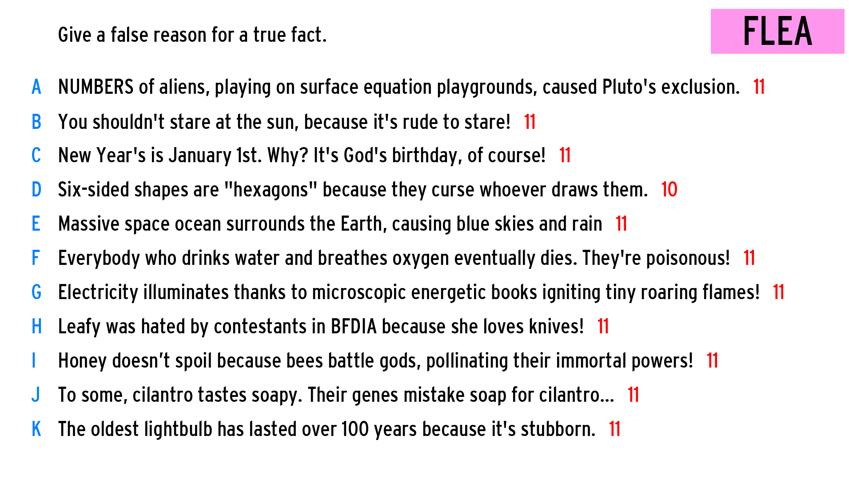 Give a false reason for a true fact.
FLEA
A NUMBERS of aliens, playing on surface equation playgrounds, caused Pluto's exclusion. 11
B You shouldn't stare at the sun, because it's rude to stare! 11
C New Year's is January 1st. Why? It's God's birthday, of course! 11
D Six-sided shapes are "hexagons" because they curse whoever draws them. 10
E Massive space ocean surrounds the Earth, causing blue skies and rain 11
F Everybody who drinks water and breathes oxygen eventually dies. They're poisonous! 11
G Electricity illuminates thanks to microscopic energetic books igniting tiny roaring flames! 11
H Leafy was hated by contestants in BFDIA because she loves knives! 11
I Honey doesn’t spoil because bees battle gods, pollinating their immortal powers! 11
J To some, cilantro tastes soapy. Their genes mistake soap for cilantro... 11
K The oldest lightbulb has lasted over 100 years because it's stubborn. 11